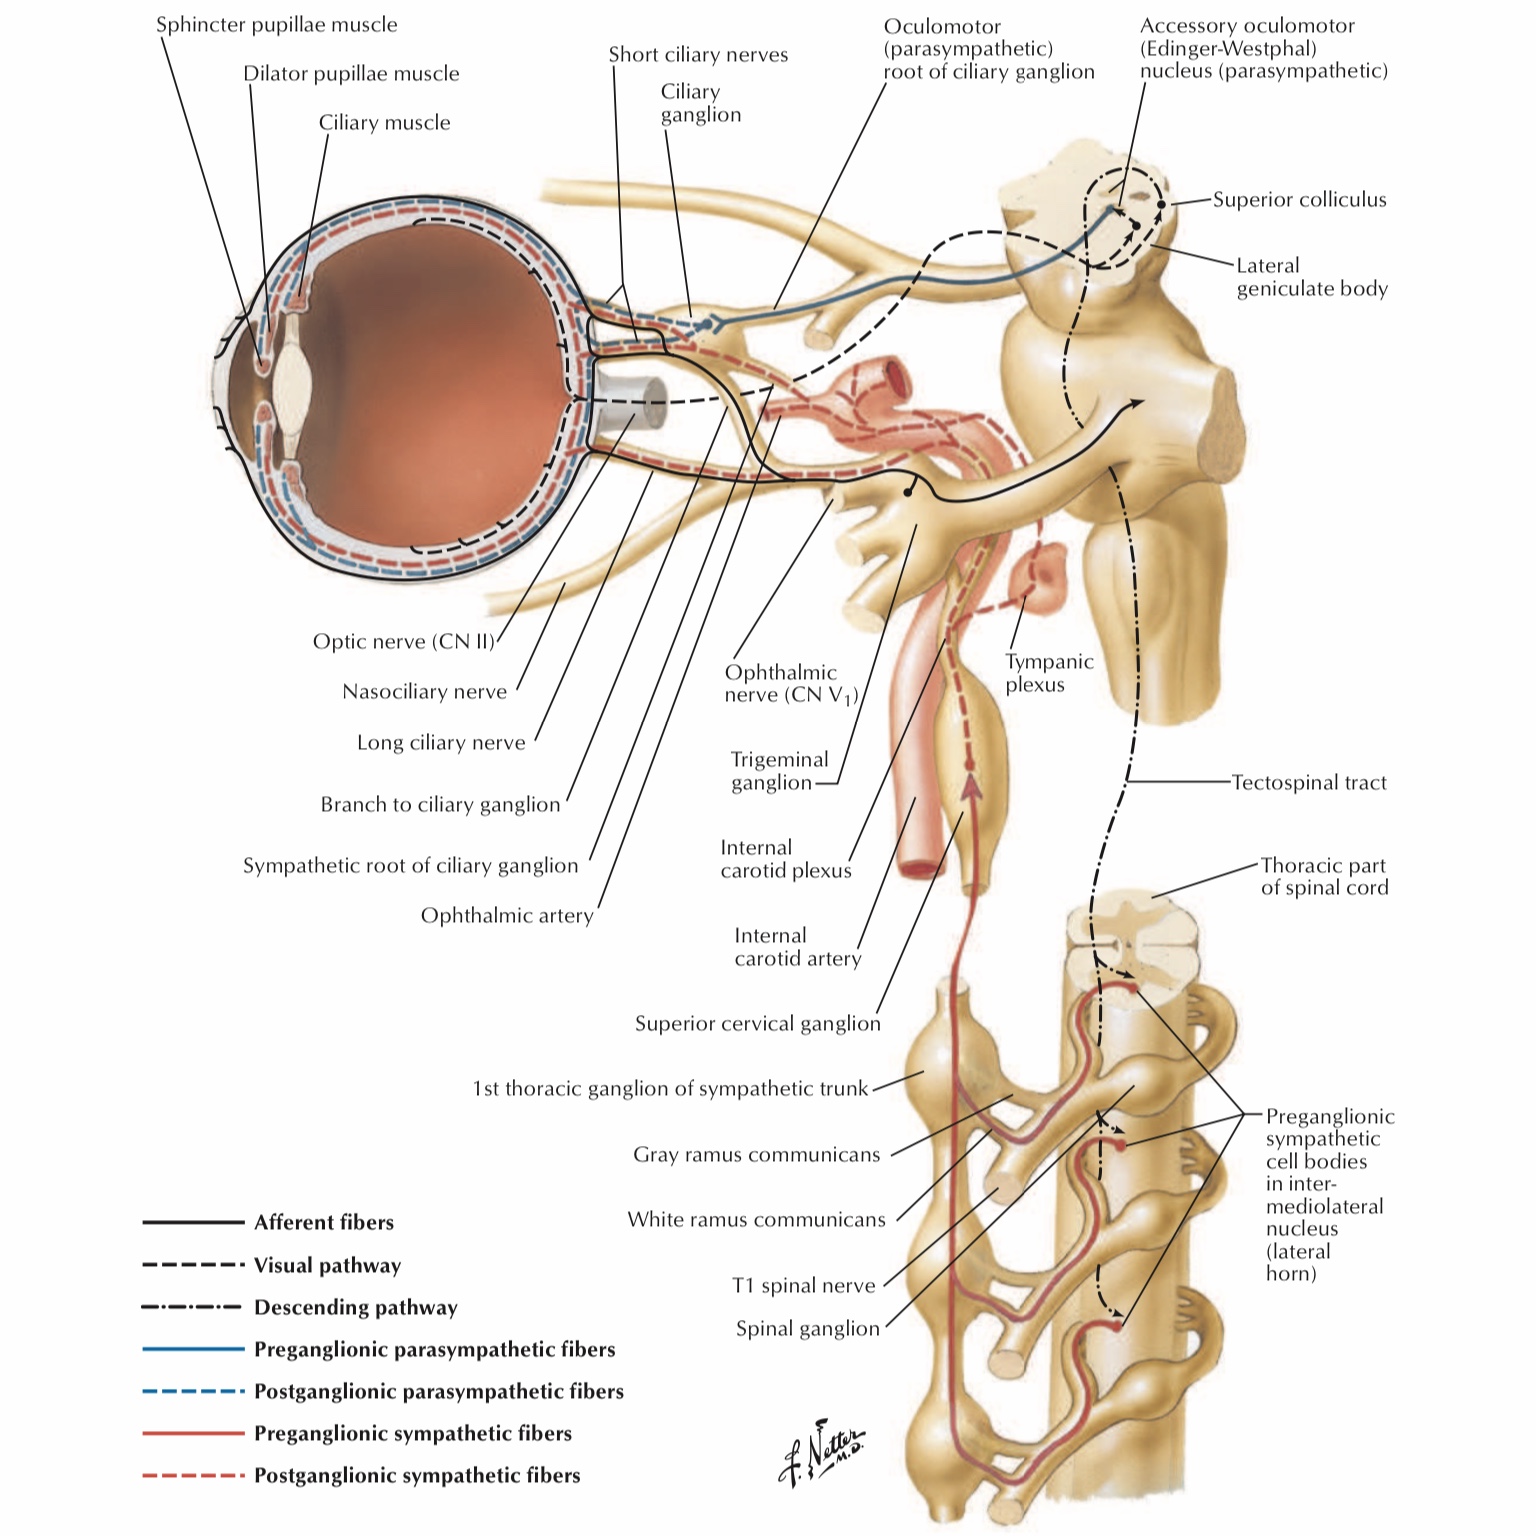 Sphincter pupillae muscle
Dilator pupillae muscle
Ciliary muscle
Short ciliary nerves
Ciliary
ganglion
Oculomotor
(parasympathetic)
root of ciliary ganglion
Accessory oculomotor
(Edinger-Westphal)
nucleus (parasympathetic)
Superior colliculus
Lateral
geniculate body
Optic nerve (CN II)
Nasociliary nerve
Long ciliary nerve
Branch to ciliary ganglion
Sympathetic root of ciliary ganglion
Ophthalmic artery
Ophthalmic
nerve (CN V1)
Trigeminal
ganglion
Internal
carotid plexus
Internal
carotid artery
Superior cervical ganglion
Tympanic
plexus
Tectospinal tract
Thoracic part
of spinal cord
1st thoracic ganglion of sympathetic trunk
Gray ramus communicans
White ramus communicans
T1 spinal nerve
Spinal ganglion
Preganglionic
sympathetic
cell bodies
in inter-
mediolateral
nucleus
(lateral
horn)
Afferent fibers
Visual pathway
Descending pathway
Preganglionic parasympathetic fibers
Postganglionic parasympathetic fibers
Preganglionic sympathetic fibers
Postganglionic sympathetic fibers
F. Netter
M.D.